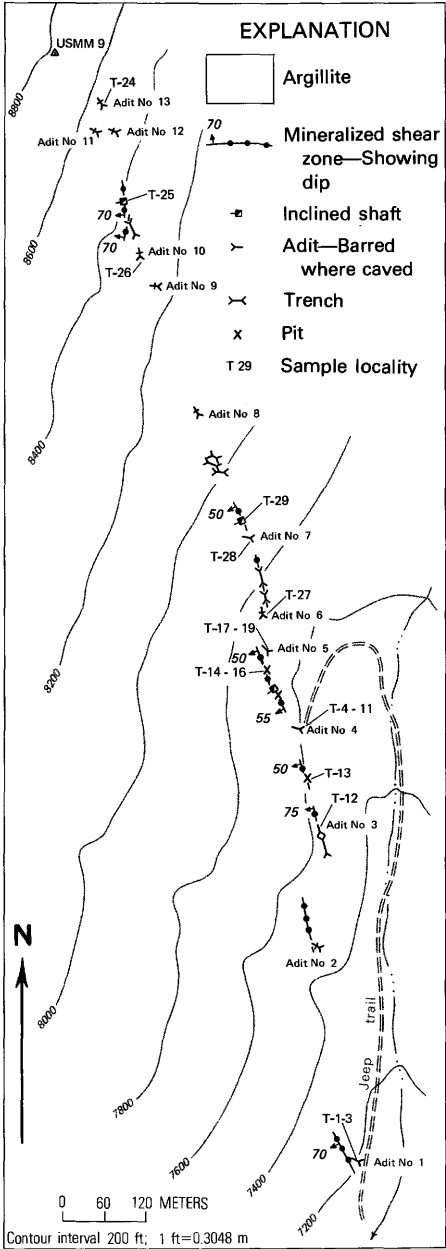 EXPLANATION
Argillite
70
Mineralized shear
zone—Showing
dip
Inclined shaft
Adit—Barred
where caved
Trench
Pit
T 29 Sample locality
USMM 9
8800
T-24
Adit No 13
Adit No 11
Adit No 12
8600
T-25
70
70
Adit No 10
T-26
Adit No 9
8400
Adit No 8
50
T-29
Adit No 7
T-28
T-27
Adit No 6
T-17 - 19
Adit No 5
50
8200
T-14 - 16
55
T-4 - 11
Adit No 4
50
T-13
75
T-12
Adit No 3
N
Adit No 2
8000
Jeep trail
7800
T-1-3
70
Adit No 1
7600
7400
7200
0 60 120 METERS
Contour interval 200 ft; 1 ft=0.3048 m